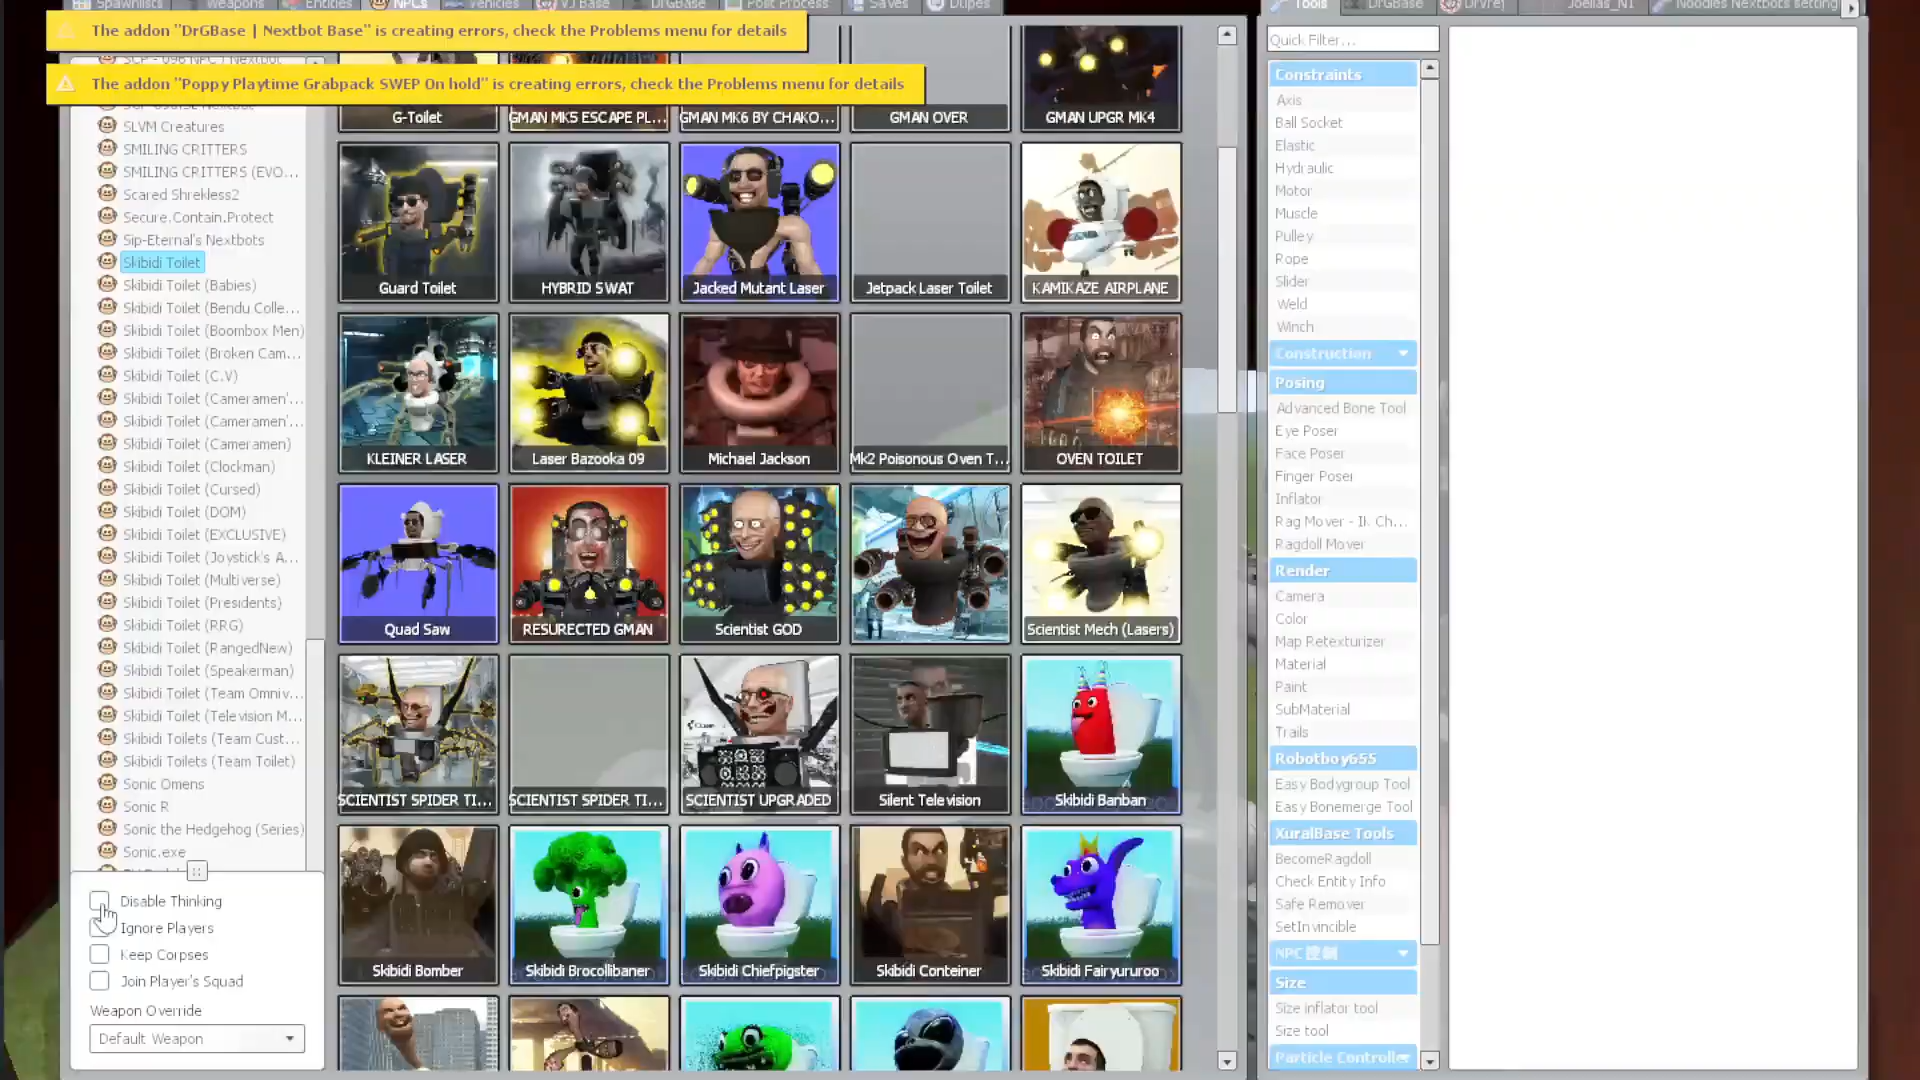 Spawnlists Weapons Entities NPCs Vehicles VJ Base DrGBase Post Process Saves Dupes
Tools DrGBase DrVrej Joellas_N1 Noodles Nextbots setting
The addon "DrGBase | Nextbot Base" is creating errors, check the Problems menu for details
The addon "Poppy Playtime Grabpack SWEP On hold" is creating errors, check the Problems menu for details
SLVM Creatures
SMILING CRITTERS
SMILING CRITTERS (EVO...
Scared Shrekless2
Secure.Contain.Protect
Sip-Eternal's Nextbots
Skibidi Toilet
Skibidi Toilet (Babies)
Skibidi Toilet (Bendu Colle...
Skibidi Toilet (Boombox Men)
Skibidi Toilet (Broken Cam...
Skibidi Toilet (C.V)
Skibidi Toilet (Cameramen'...
Skibidi Toilet (Cameramen'...
Skibidi Toilet (Cameramen)
Skibidi Toilet (Clockman)
Skibidi Toilet (Cursed)
Skibidi Toilet (DOM)
Skibidi Toilet (EXCLUSIVE)
Skibidi Toilet (Joystick's A...
Skibidi Toilet (Multiverse)
Skibidi Toilet (Presidents)
Skibidi Toilet (RRG)
Skibidi Toilet (RangedNew)
Skibidi Toilet (Speakerman)
Skibidi Toilet (Team Omniv...
Skibidi Toilet (Television M...
Skibidi Toilets (Team Cust...
Skibidi Toilets (Team Toilet)
Sonic Omens
Sonic R
Sonic the Hedgehog (Series)
Sonic.exe
Disable Thinking
Ignore Players
Keep Corpses
Join Player's Squad
Weapon Override
Default Weapon
G-Toilet
GMAN MK5 ESCAPE PL...
GMAN MK6 BY CHAKO...
GMAN OVER
GMAN UPGR MK4
Guard Toilet
HYBRID SWAT
Jacked Mutant Laser
Jetpack Laser Toilet
KAMIKAZE AIRPLANE
KLEINER LASER
Laser Bazooka 09
Michael Jackson
Mk2 Poisonous Oven T...
OVEN TOILET
Quad Saw
RESURECTED GMAN
Scientist GOD
Scientist Mech (Lasers)
SCIENTIST SPIDER TI...
SCIENTIST SPIDER TI...
SCIENTIST UPGRADED
Silent Television
Skibidi Banban
Skibidi Bomber
Skibidi Brocollibaner
Skibidi Chiefpigster
Skibidi Conteiner
Skibidi Fairyururoo
Quick Filter...
Constraints
Axis
Ball Socket
Elastic
Hydraulic
Motor
Muscle
Pulley
Rope
Slider
Weld
Winch
Construction
Posing
Advanced Bone Tool
Eye Poser
Face Poser
Finger Poser
Inflator
Rag Mover - IK Ch...
Ragdoll Mover
Render
Camera
Color
Map Retexturizer
Material
Paint
SubMaterial
Trails
Robotboy655
Easy Bodygroup Tool
Easy Bonemerge Tool
XuralBase Tools
BecomeRagdoll
Check Entity Info
Safe Remover
SetInvincible
NPC
Size
Size inflator tool
Size tool
Particle Controller